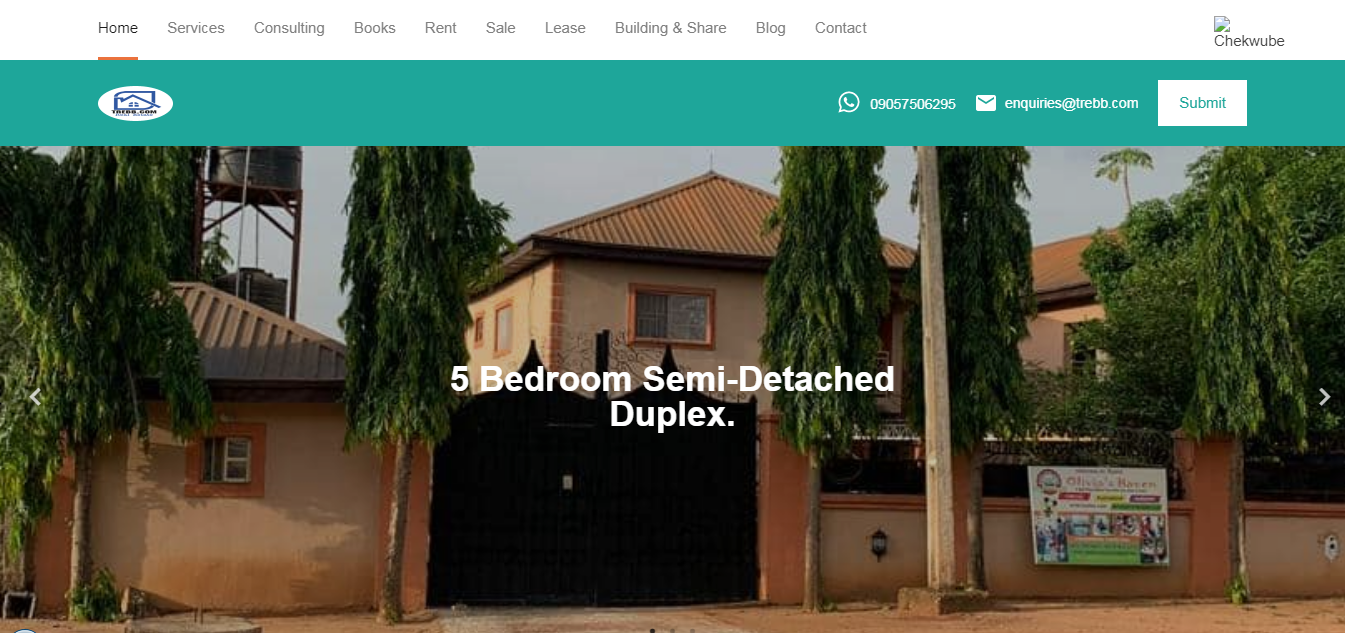 Home Services Consulting Books Rent Sale Lease Building & Share Blog Contact
Chekwube
TREBB.COM
09057506295 enquiries@trebb.com Submit
5 Bedroom Semi-Detached
Duplex.
Olivia's Haven